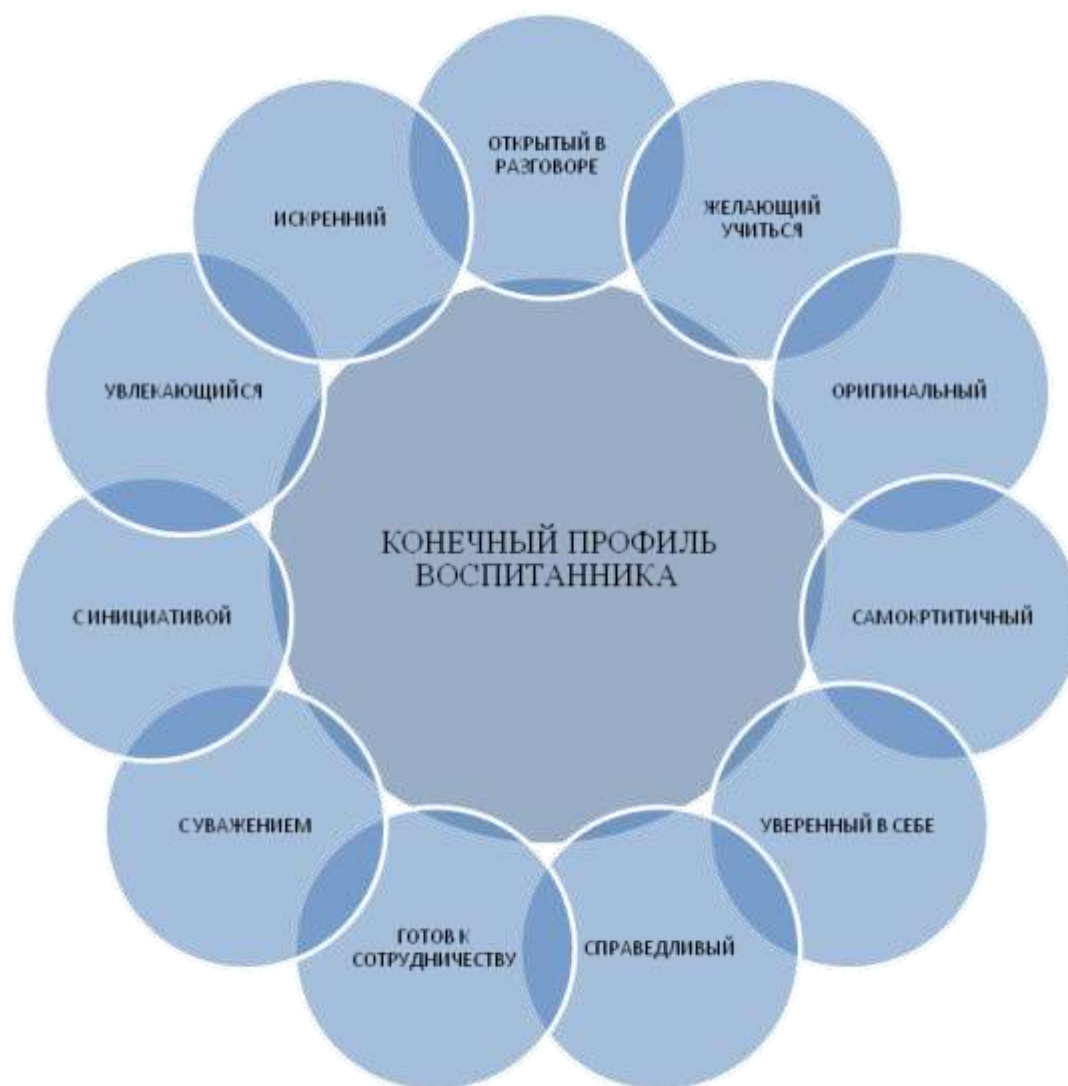 ОТКРЫТЫЙ В
РАЗГОВОРЕ
ЖЕЛАЮЩИЙ
УЧИТЬСЯ
ОРИГИНАЛЬНЫЙ
САМОКРТИТИЧНЫЙ
УВЕРЕННЫЙ В СЕБЕ
СПРАВЕДЛИВЫЙ
ГОТОВ К
СОТРУДНИЧЕСТВУ
С УВАЖЕНИЕМ
С ИНИЦИАТИВОЙ
УВЛЕКАЮЩИЙСЯ
ИСКРЕННИЙ
КОНЕЧНЫЙ ПРОФИЛЬ
ВОСПИТАННИКА